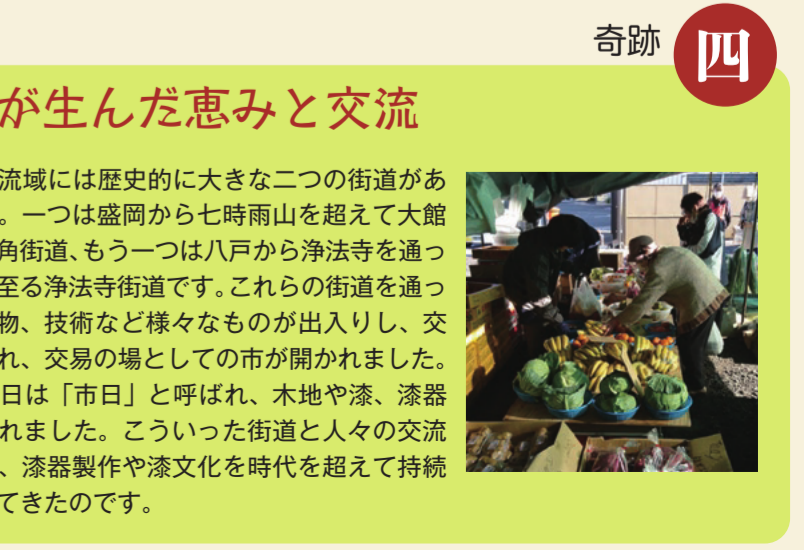 奇跡 四
が生んだ恵みと交流
流域には歴史的に大きな二つの街道があ
。一つは盛岡から七時雨山を超えて大館
角街道、もう一つは八戸から浄法寺を通っ
至る浄法寺街道です。これらの街道を通っ
物、技術など様々なものが出入りし、交
れ、交易の場としての市が開かれました。
日は「市日」と呼ばれ、木地や漆、漆器
れました。こういった街道と人々の交流
、漆器製作や漆文化を時代を超えて持続
てきたのです。